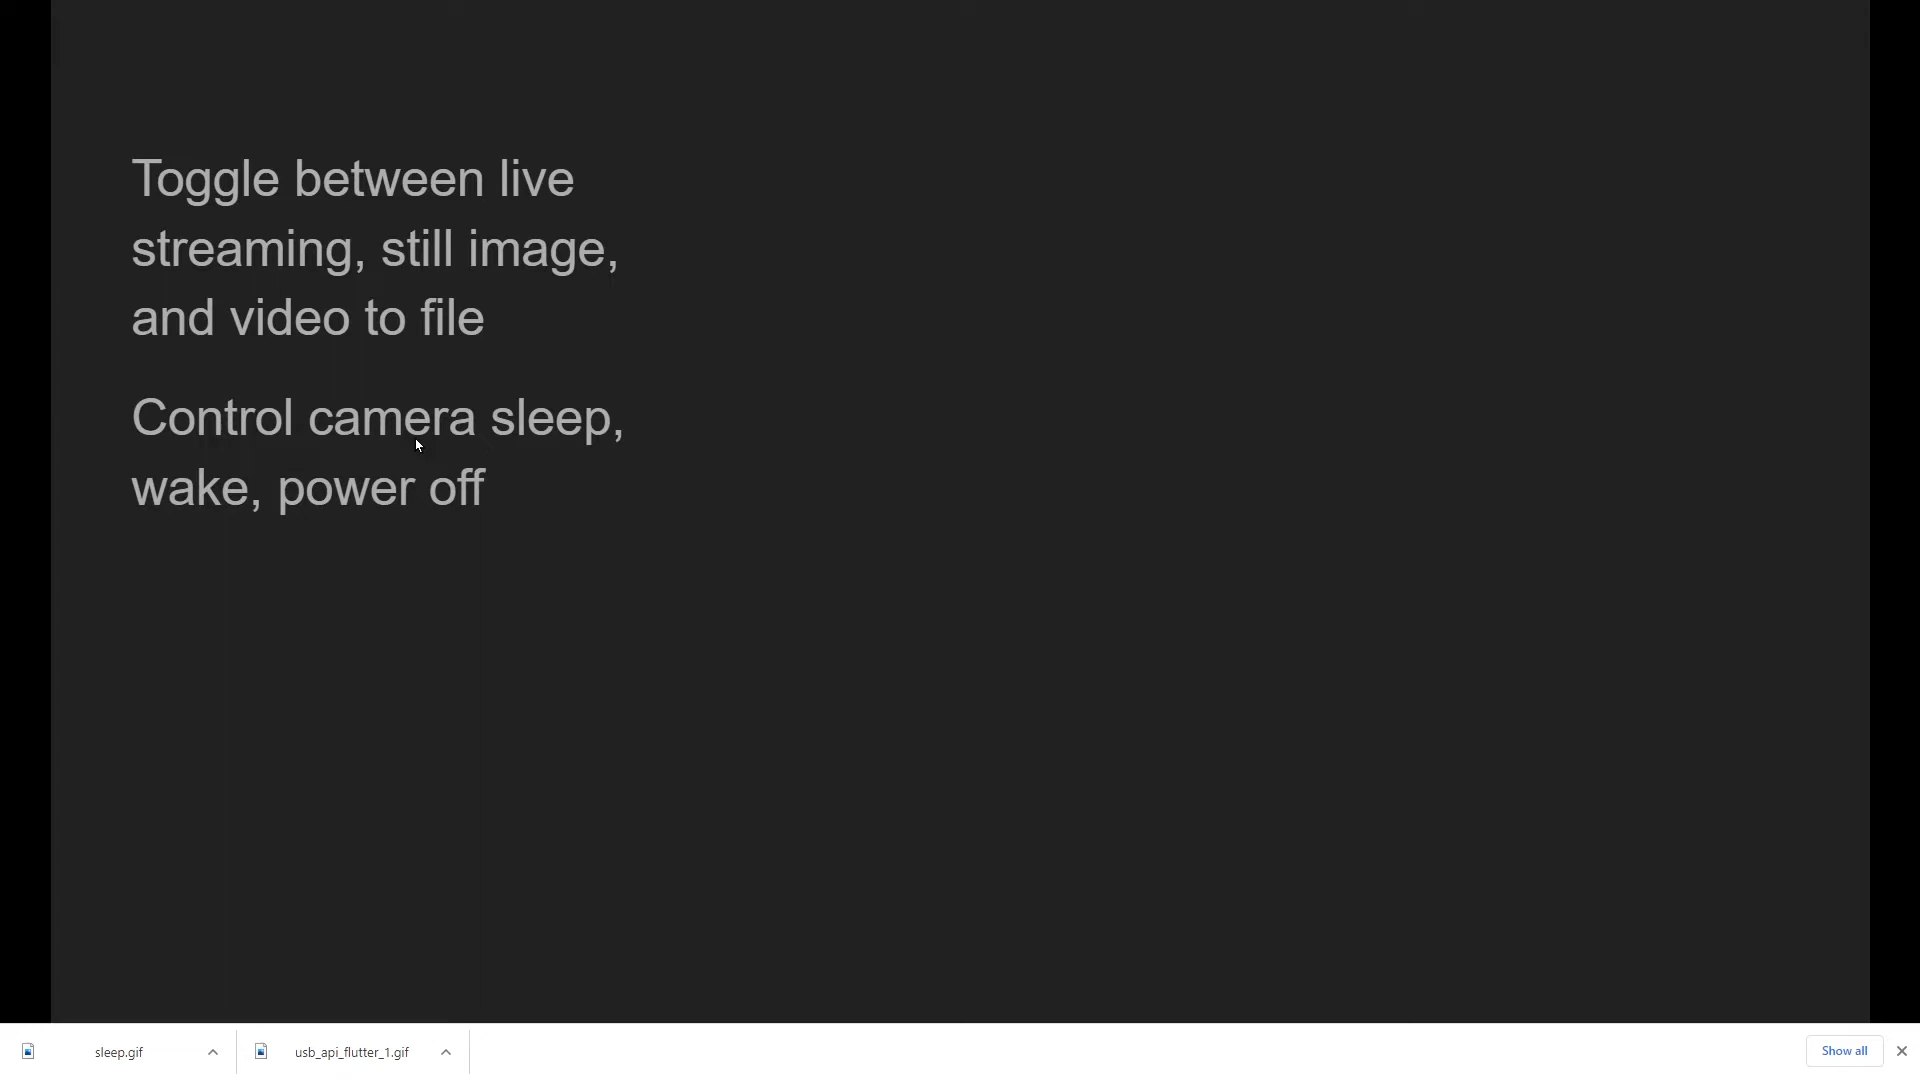 Toggle between live
streaming, still image,
and video to file
Control camera sleep,
wake, power off
sleep.gif
usb_api_flutter_1.gif
Show all